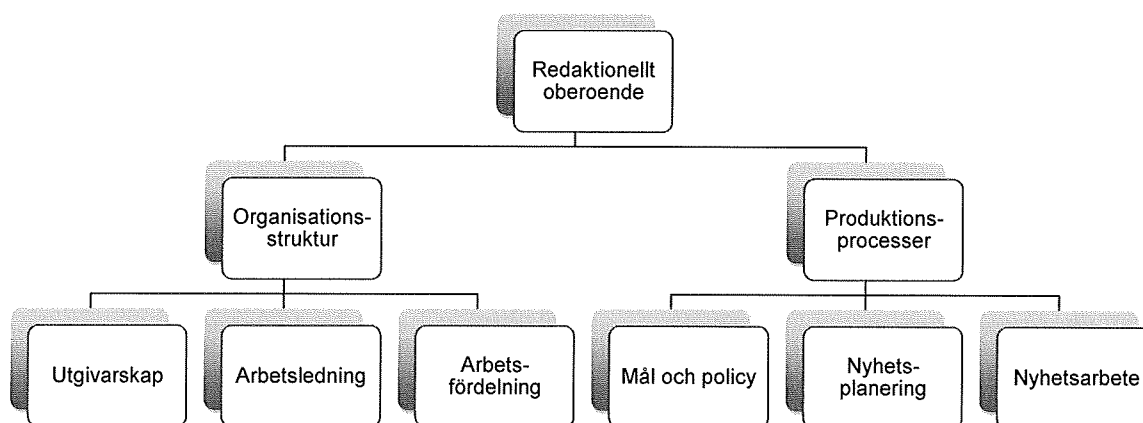 Redaktionellt
oberoende
Organisations-
struktur
Produktions-
processer
Utgivarskap
Arbetsledning
Arbets-
fördelning
Mål och policy
Nyhets-
planering
Nyhetsarbete